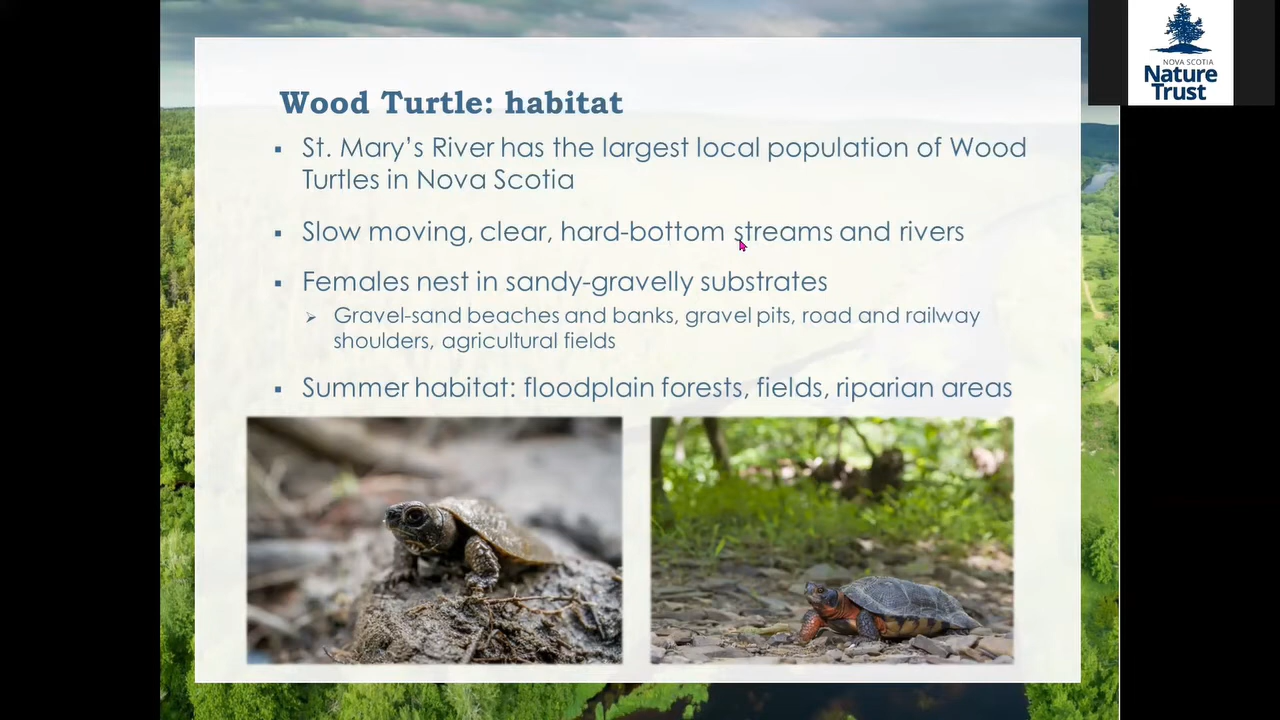 NOVA SCOTIA
Nature
Trust
Wood Turtle: habitat
▪ St. Mary's River has the largest local population of Wood
Turtles in Nova Scotia
▪ Slow moving, clear, hard-bottom streams and rivers
▪ Females nest in sandy-gravelly substrates
➢ Gravel-sand beaches and banks, gravel pits, road and railway
shoulders, agricultural fields
▪ Summer habitat: floodplain forests, fields, riparian areas